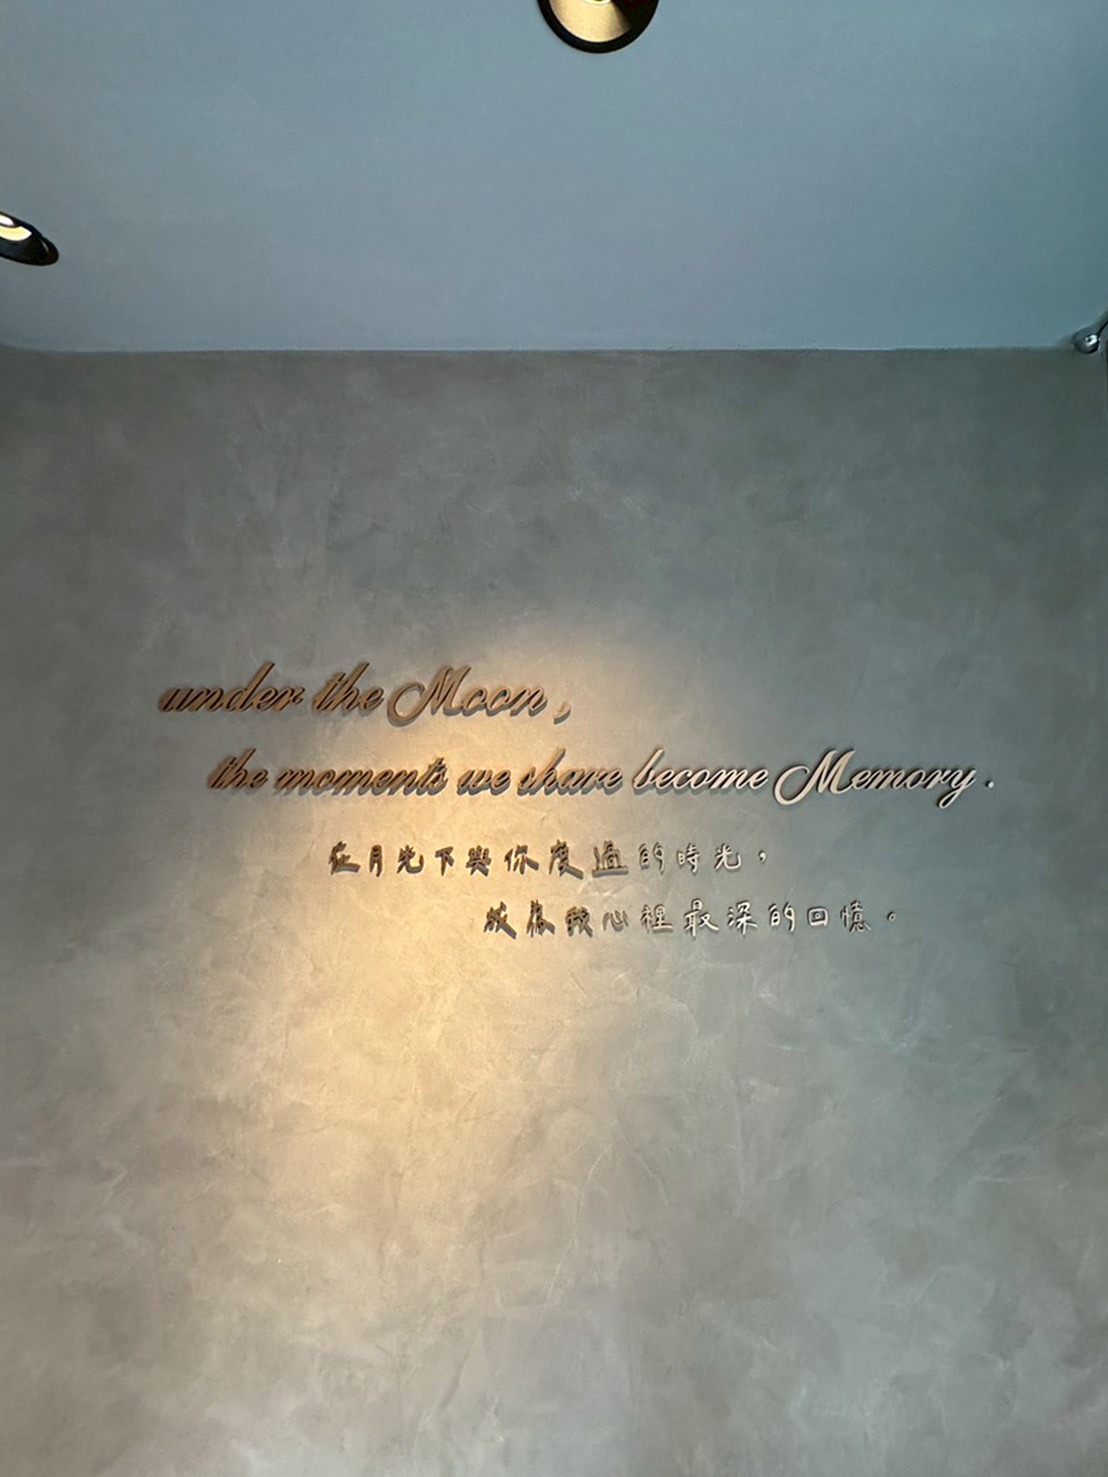 under the Moon,
the moments we share become Memory.
在月光下與你度過的時光，
成為我心裡最深的回憶。